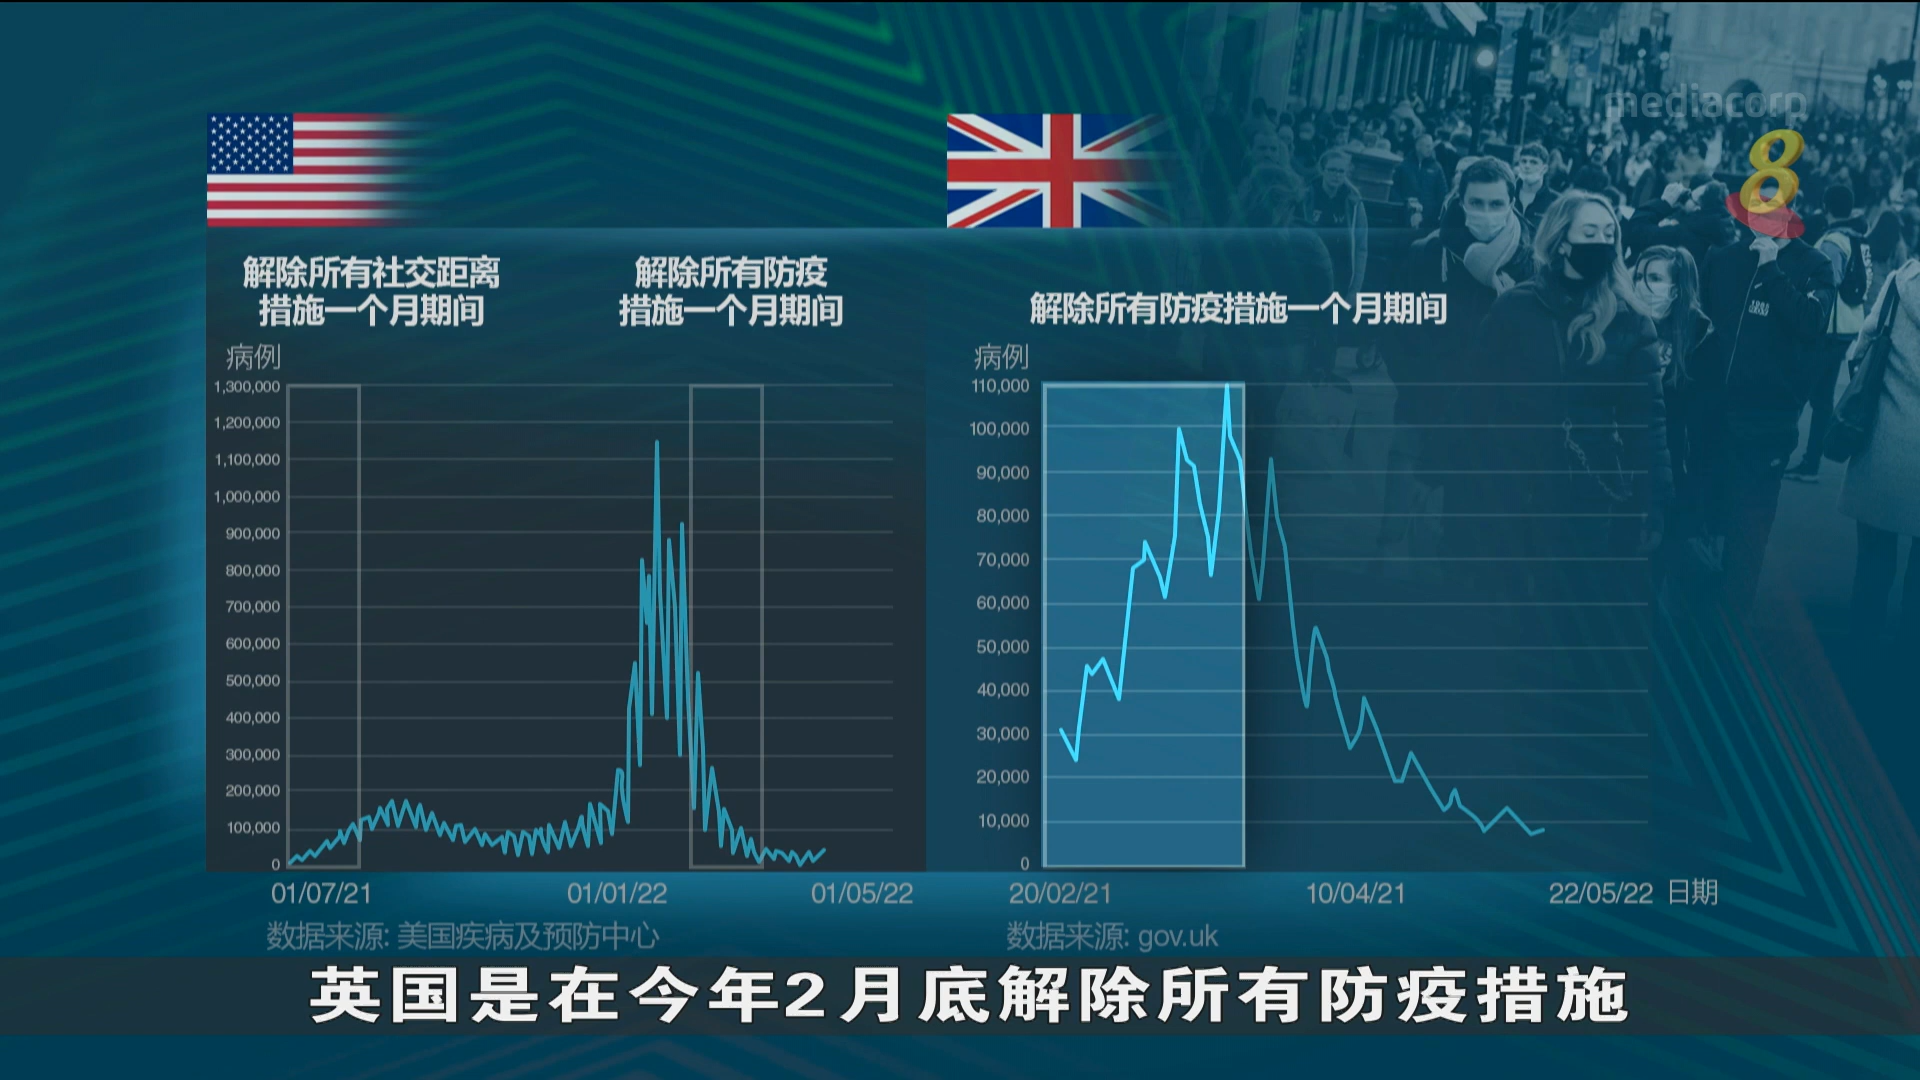 mediacorp
8
解除所有社交距离
措施一个月期间
解除所有防疫
措施一个月期间
病例
1,300,000
1,200,000
1,100,000
1,000,000
900,000
800,000
700,000
600,000
500,000
400,000
300,000
200,000
100,000
0
01/07/21
01/01/22
01/05/22
数据来源: 美国疾病及预防中心
解除所有防疫措施一个月期间
病例
110,000
100,000
90,000
80,000
70,000
60,000
50,000
40,000
30,000
20,000
10,000
0
20/02/21
10/04/21
22/05/22 日期
数据来源: gov.uk
英国是在今年2月底解除所有防疫措施